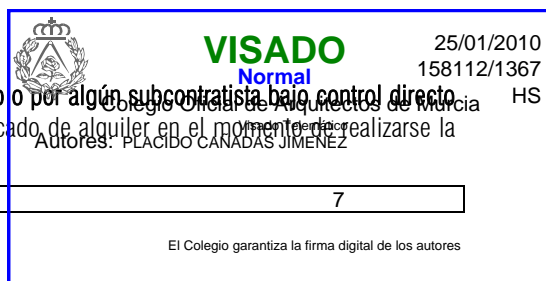 VISADO
25/01/2010
Normal
158112/1367
o por algún subcontratista bajo control directo
Colegio Oficial de Arquitectos de Murcia
HS
cado de alquiler en el momento de realizarse la
Visado Telemático
Autores: PLACIDO CAÑADAS JIMÉNEZ
7
El Colegio garantiza la firma digital de los autores